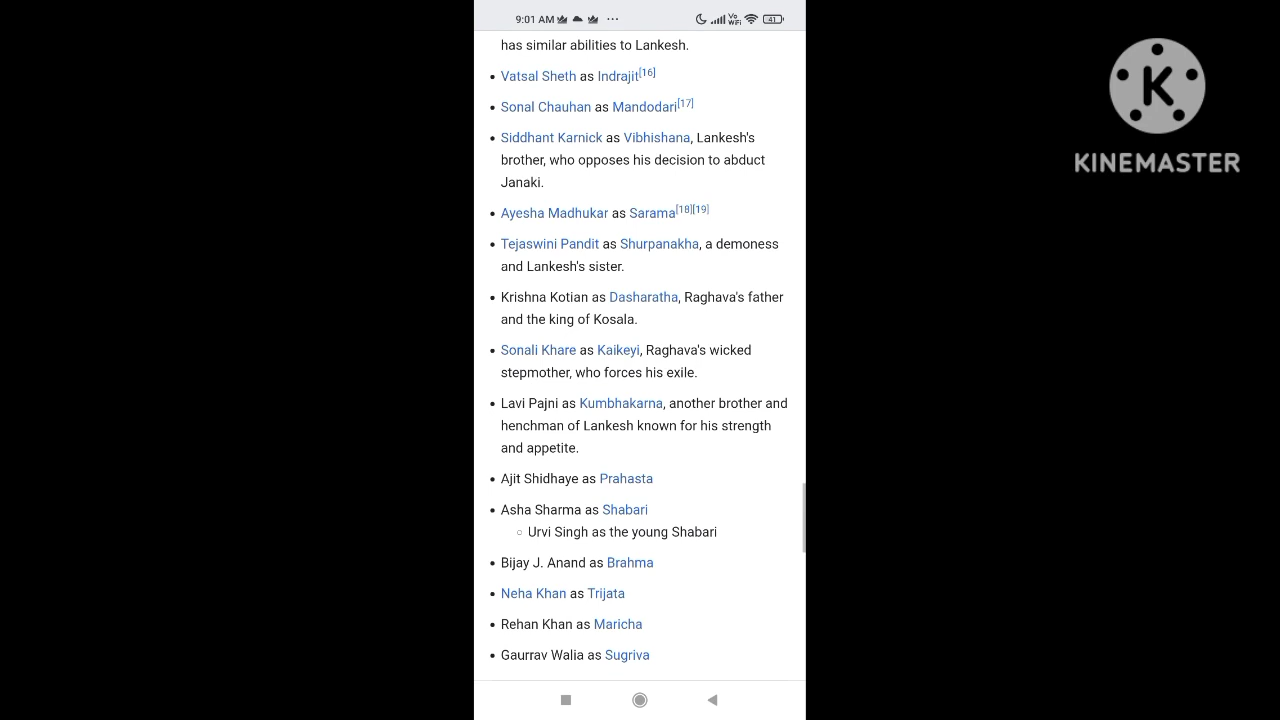 9:01 AM ...
Vo
WiFi
41
has similar abilities to Lankesh.
• Vatsal Sheth as Indrajit[16]
• Sonal Chauhan as Mandodari[17]
• Siddhant Karnick as Vibhishana, Lankesh's
brother, who opposes his decision to abduct
Janaki.
• Ayesha Madhukar as Sarama[18][19]
• Tejaswini Pandit as Shurpanakha, a demoness
and Lankesh's sister.
• Krishna Kotian as Dasharatha, Raghava's father
and the king of Kosala.
• Sonali Khare as Kaikeyi, Raghava's wicked
stepmother, who forces his exile.
• Lavi Pajni as Kumbhakarna, another brother and
henchman of Lankesh known for his strength
and appetite.
• Ajit Shidhaye as Prahasta
• Asha Sharma as Shabari
○ Urvi Singh as the young Shabari
• Bijay J. Anand as Brahma
• Neha Khan as Trijata
• Rehan Khan as Maricha
• Gaurrav Walia as Sugriva
K
KINEMASTER